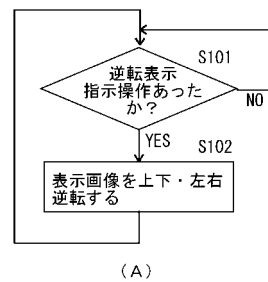 S101
逆転表示
指示操作あった
か？
NO
YES
S102
表示画像を上下・左右
逆転する
（A）